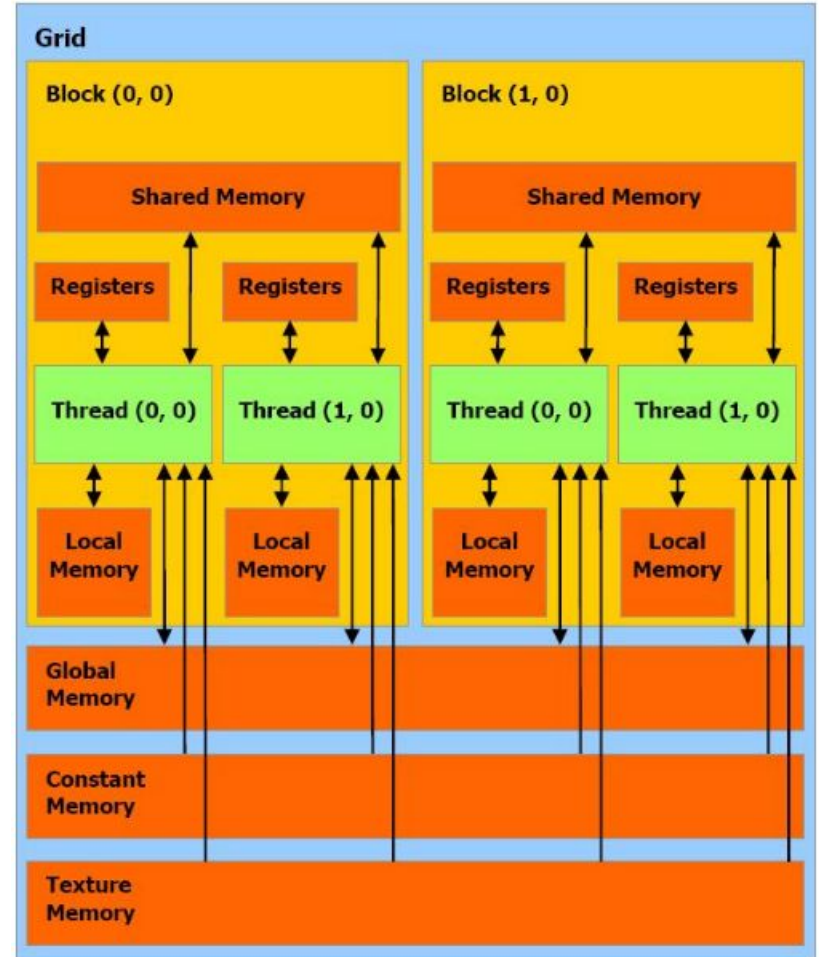 Grid
Block (0, 0)
Block (1, 0)
Shared Memory
Shared Memory
Registers
Registers
Registers
Registers
Thread (0, 0)
Thread (1, 0)
Thread (0, 0)
Thread (1, 0)
Local
Memory
Local
Memory
Local
Memory
Local
Memory
Global
Memory
Constant
Memory
Texture
Memory